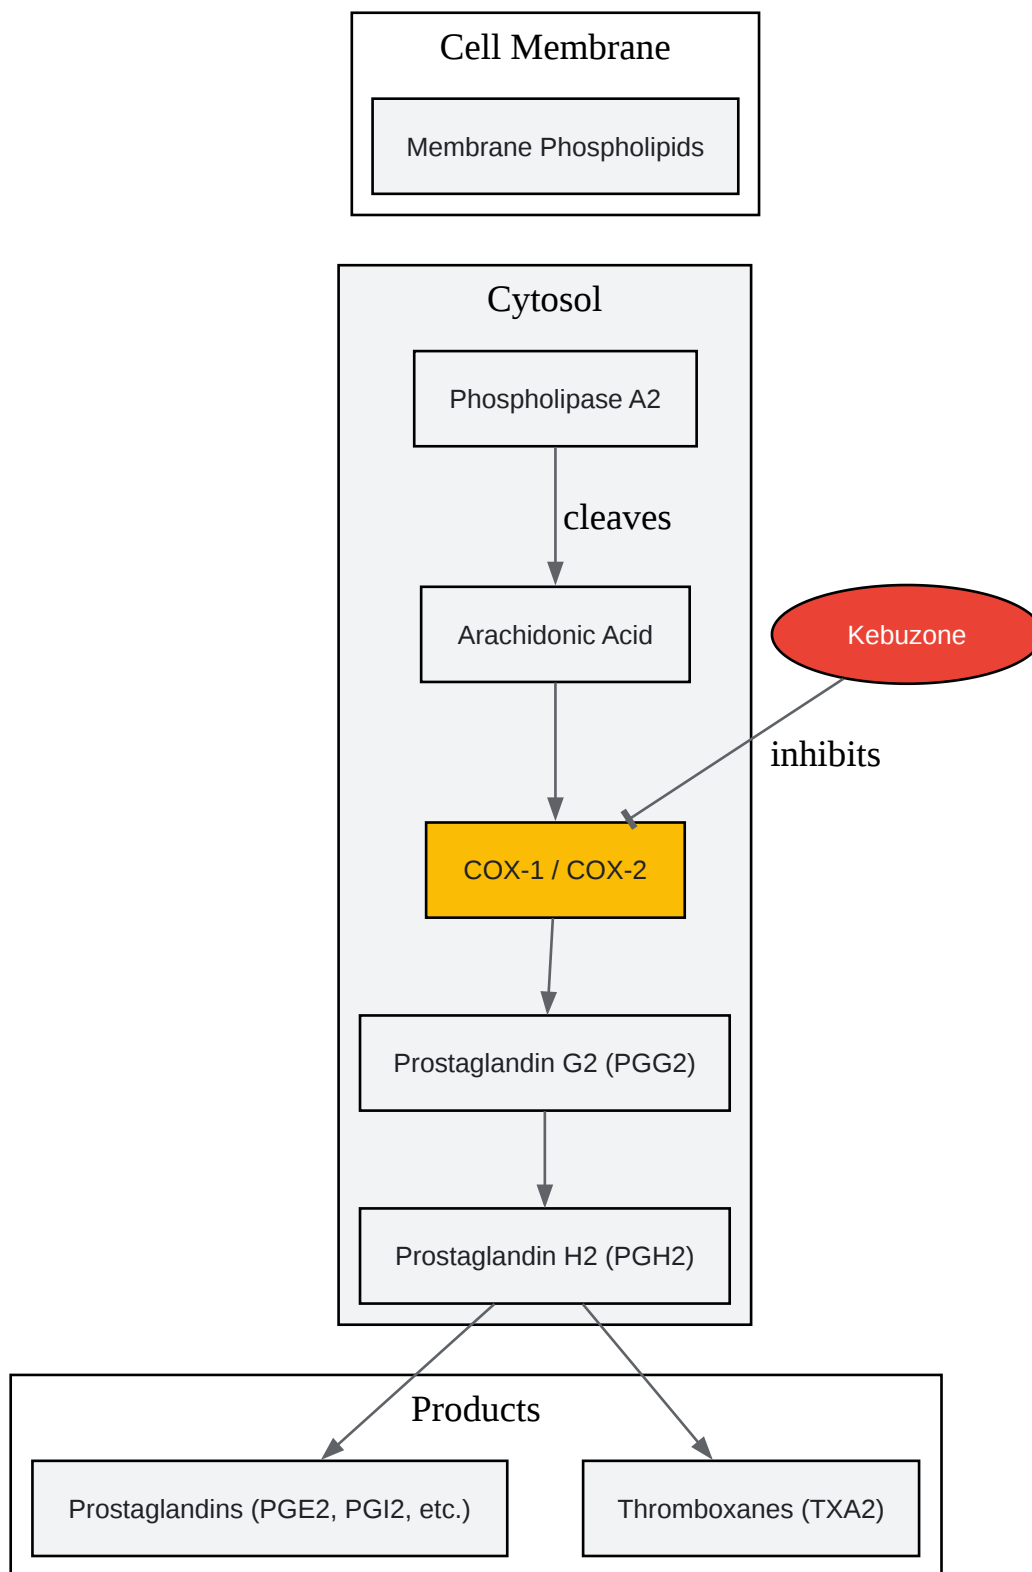 Cell Membrane
Membrane Phospholipids
Cytosol
Phospholipase A2
cleaves
Arachidonic Acid
Kebuzone
inhibits
COX-1 / COX-2
Prostaglandin G2 (PGG2)
Prostaglandin H2 (PGH2)
Products
Prostaglandins (PGE2, PGI2, etc.)
Thromboxanes (TXA2)